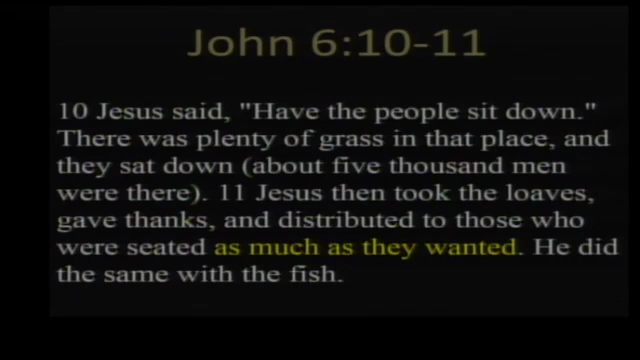 John 6:10-11
10 Jesus said, "Have the people sit down."
There was plenty of grass in that place, and
they sat down (about five thousand men
were there). 11 Jesus then took the loaves,
gave thanks, and distributed to those who
were seated as much as they wanted. He did
the same with the fish.